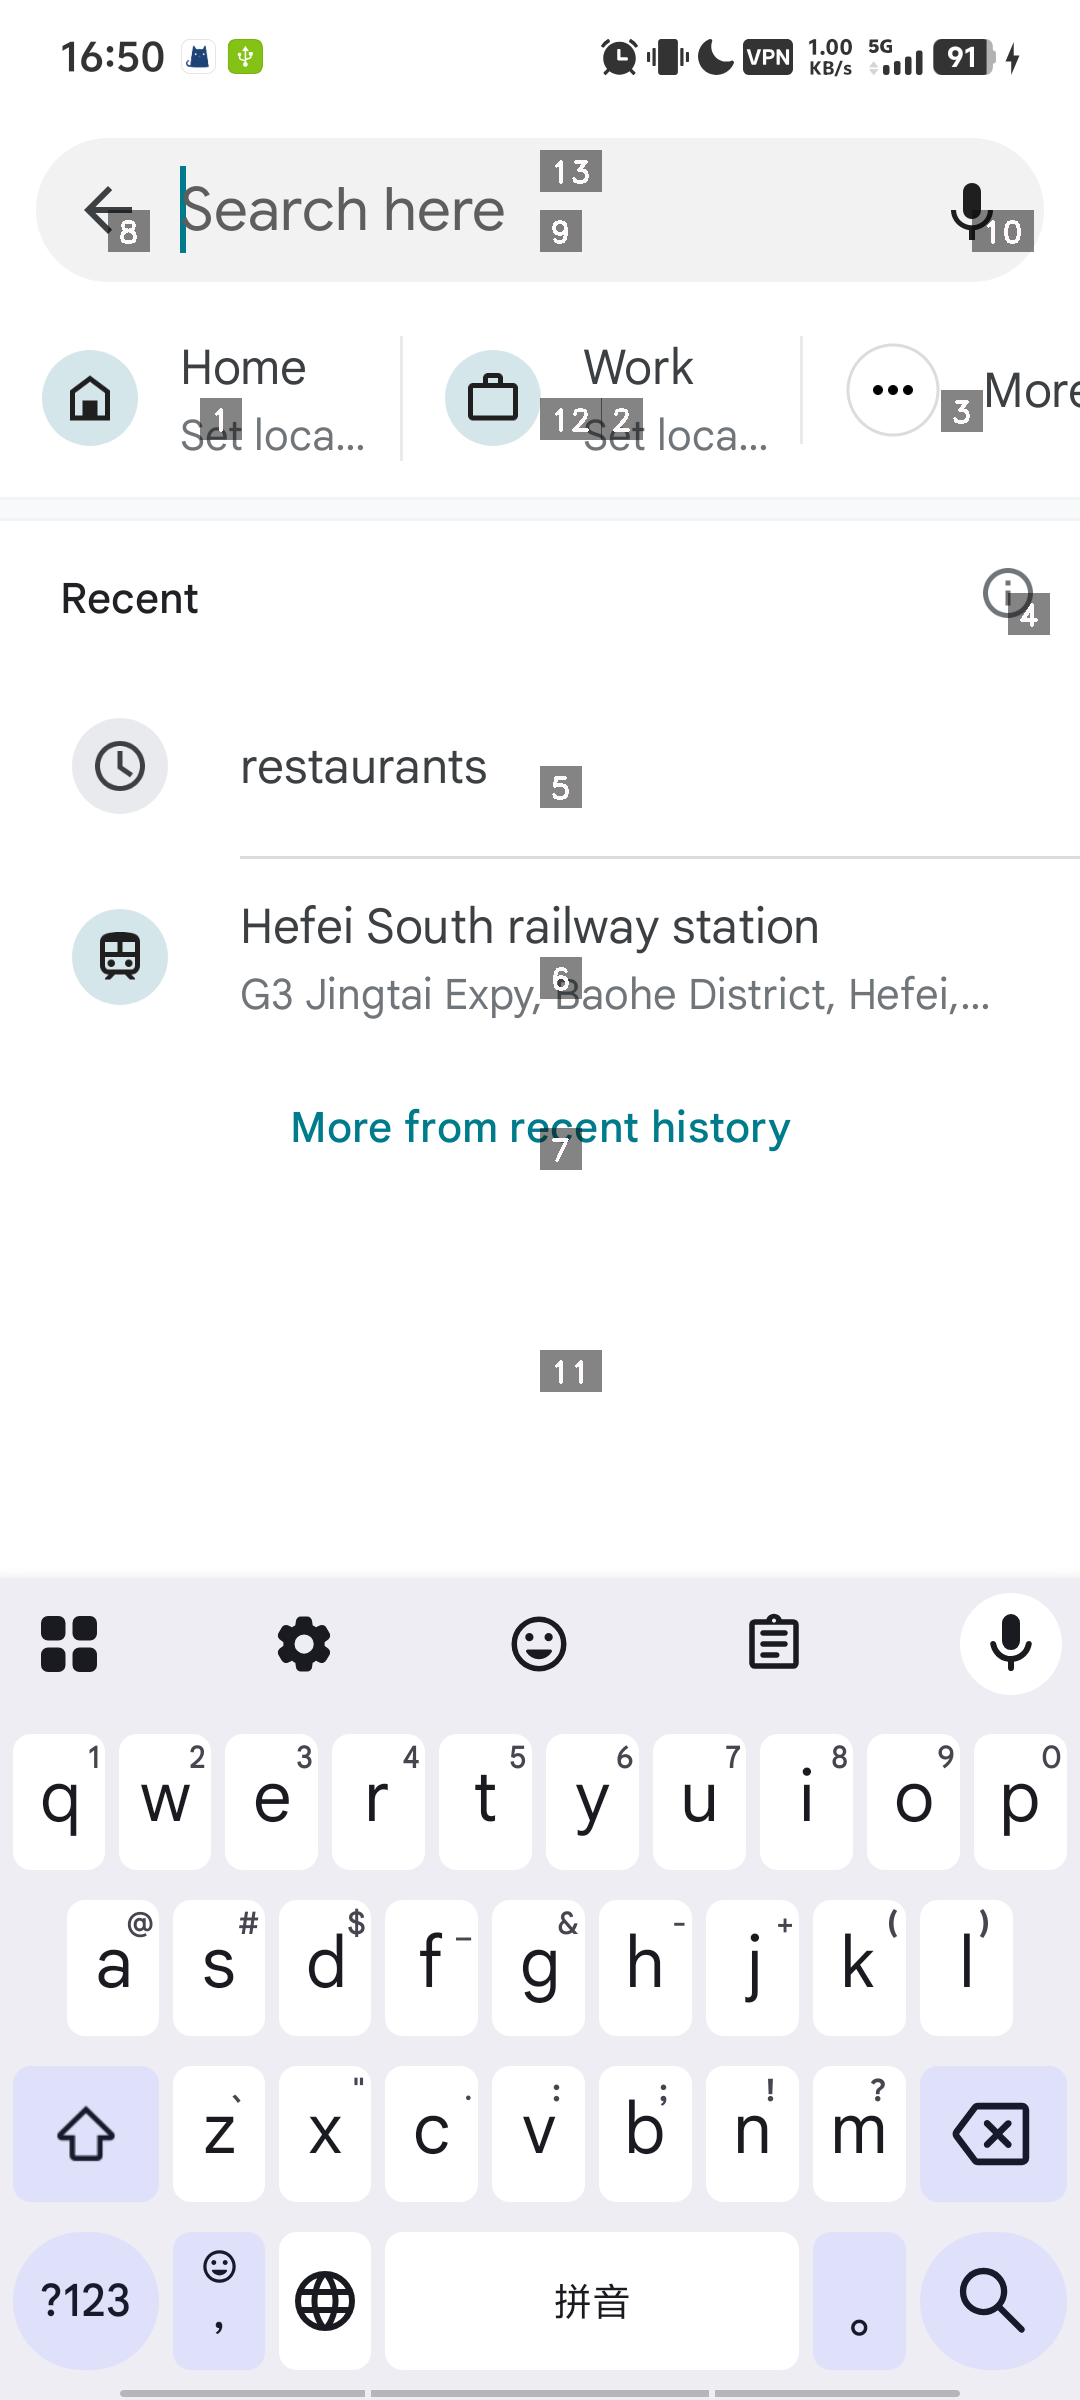 16:50 VPN 1.00 KB/s 5G 91
Search here
13
8 9 10
Home Work More
Set loca... Set loca...
1 12 2 3
Recent
4
restaurants
5
Hefei South railway station
G3 Jingtai Expy, Baohe District, Hefei,...
6
More from recent history
7
11
1 2 3 4 5 6 7 8 9 0
q w e r t y u i o p
@ # $ _ & - + ( )
a s d f g h j k l
、 " . : ; ! ?
z x c v b n m
?123 , 拼音 。